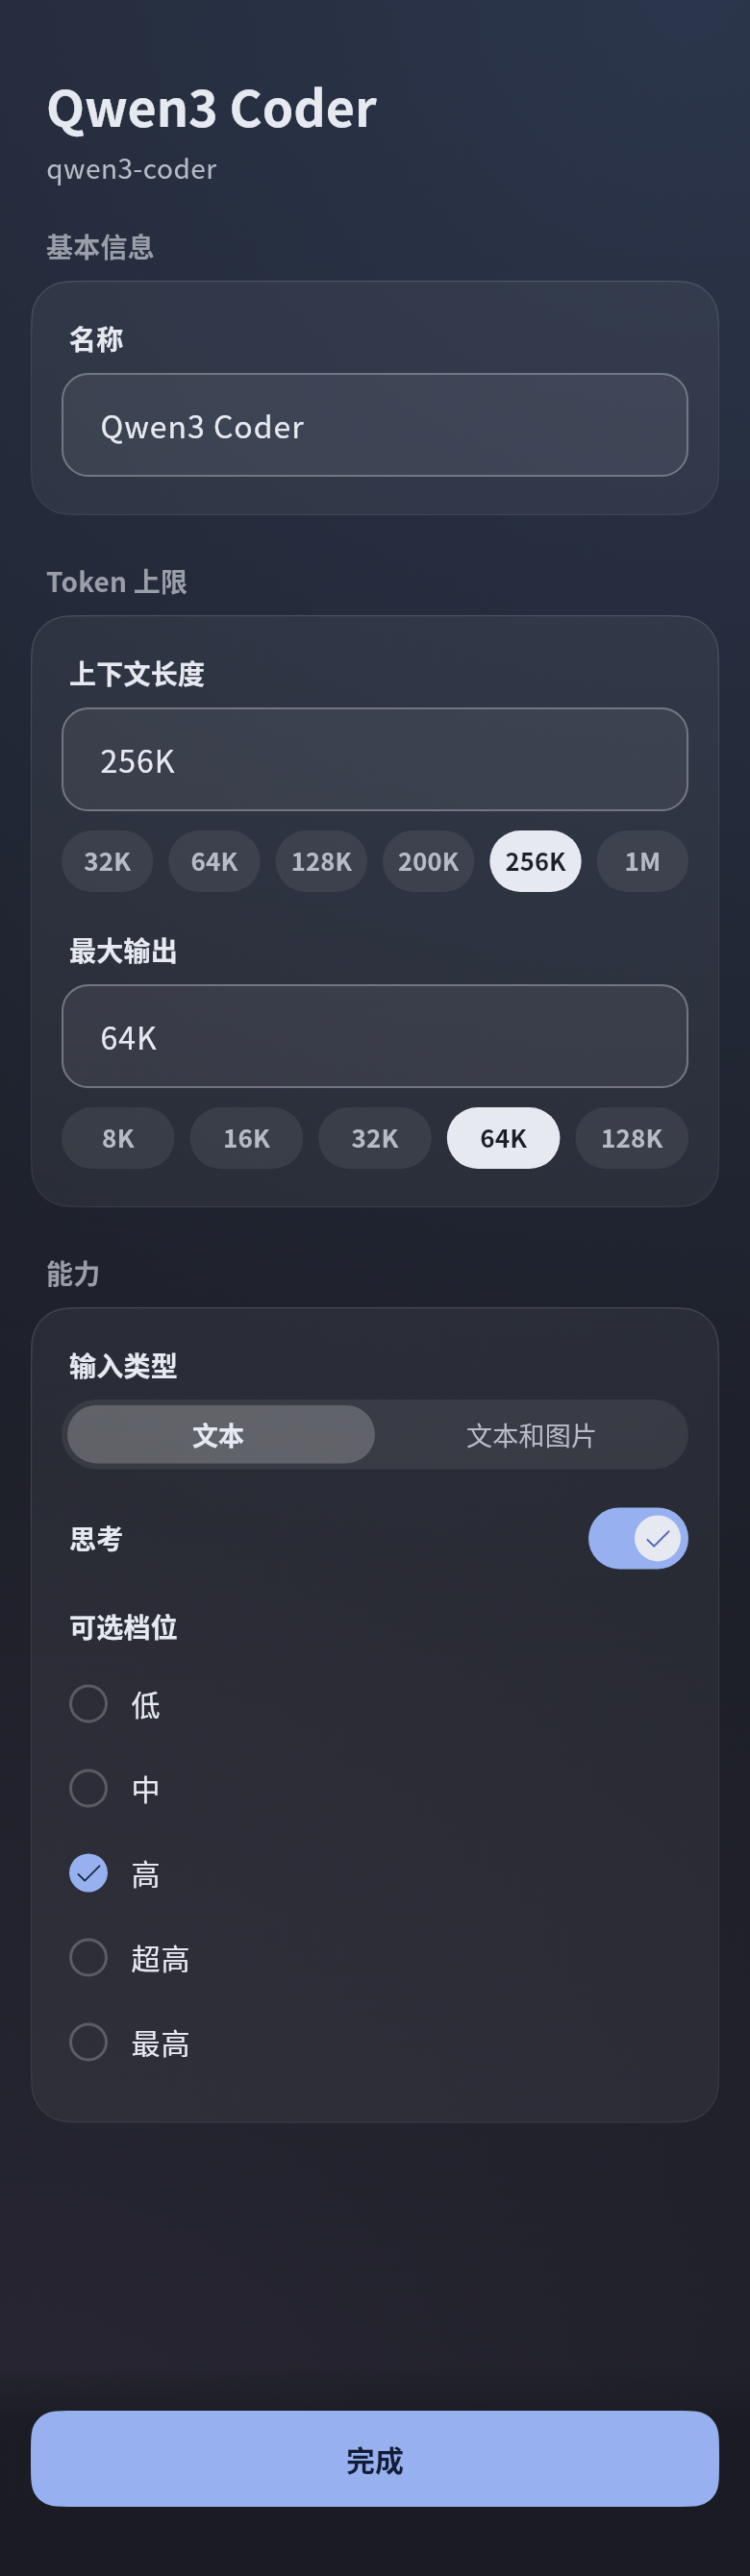 Qwen3 Coder
qwen3-coder
基本信息
名称
Qwen3 Coder
Token 上限
上下文长度
256K
32K 64K 128K 200K 256K 1M
最大输出
64K
8K 16K 32K 64K 128K
能力
输入类型
文本 文本和图片
思考
可选档位
低
中
高
超高
最高
完成